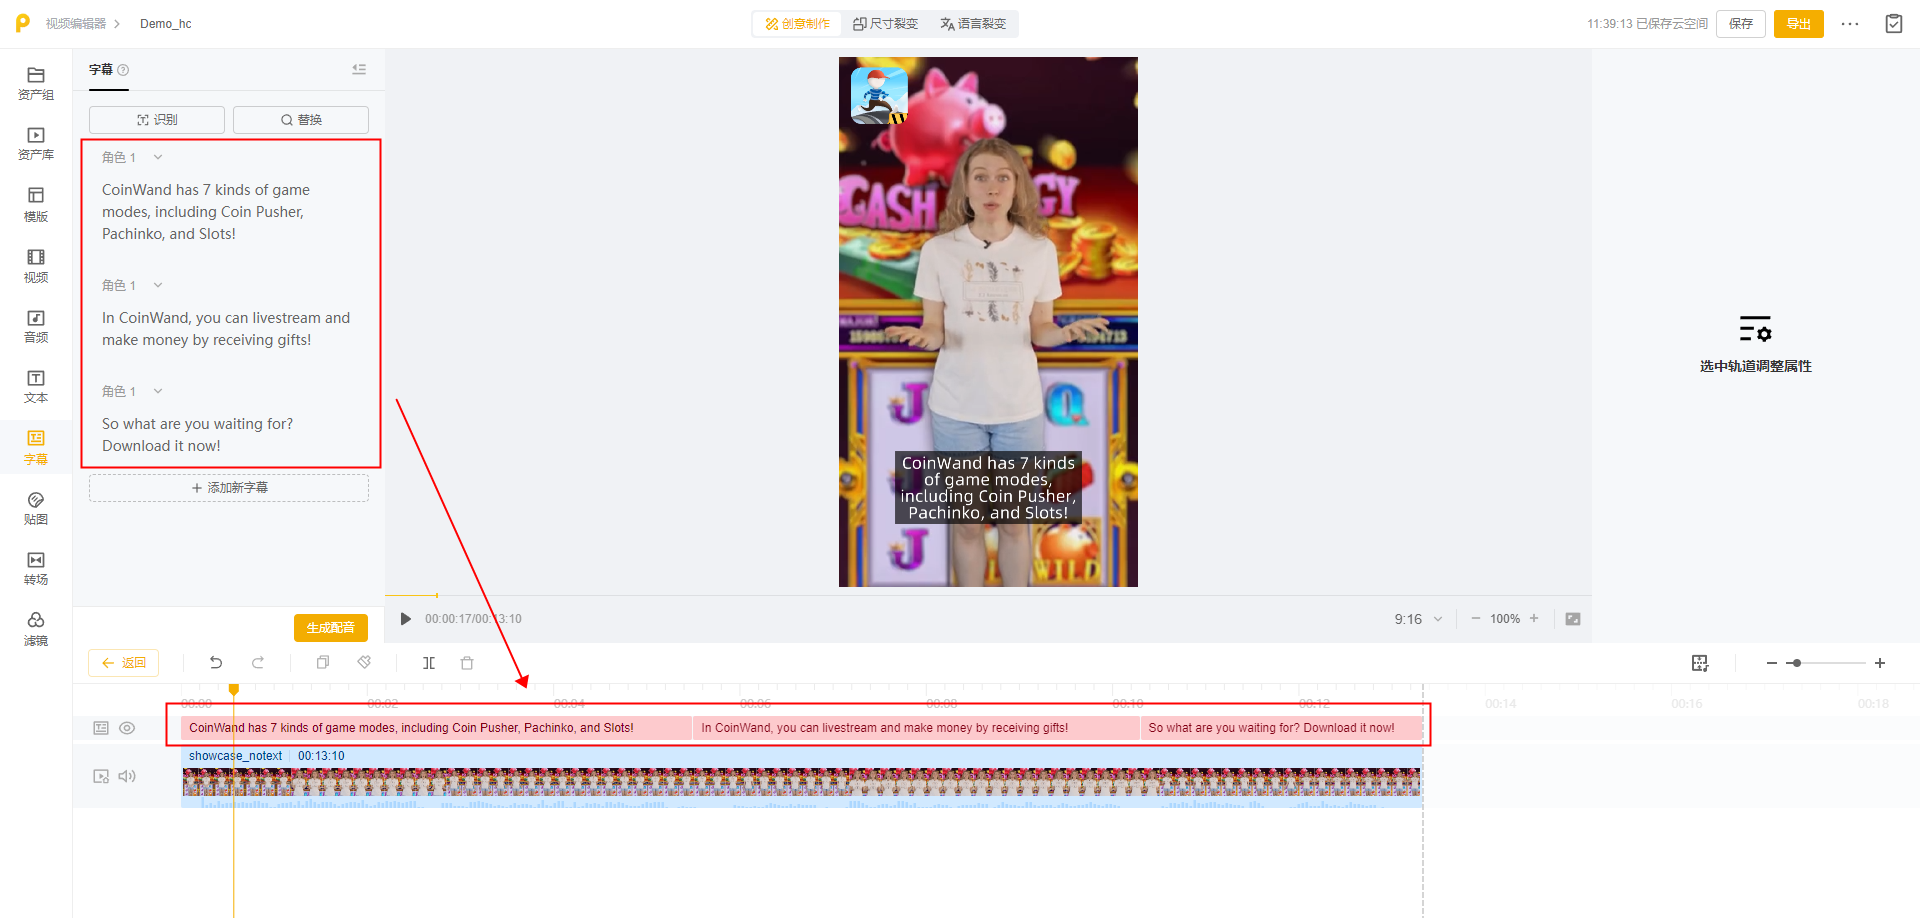 视频编辑器
Demo_hc
创意制作
尺寸裂变
语言裂变
11:39:13 已保存云空间
保存
导出
资产组
资产库
模版
视频
音频
文本
字幕
贴图
转场
滤镜
字幕
识别
替换
角色 1
CoinWand has 7 kinds of game
modes, including Coin Pusher,
Pachinko, and Slots!
角色 1
In CoinWand, you can livestream and
make money by receiving gifts!
角色 1
So what are you waiting for?
Download it now!
添加新字幕
生成配音
CASH
GY
J
Q
J
WILD
CoinWand has 7 kinds
of game modes,
including Coin Pusher,
Pachinko, and Slots!
选中轨道调整属性
00:00:17/00:13:10
9:16
100%
返回
00:00
00:02
00:04
00:06
00:08
00:10
00:12
00:14
00:16
00:18
CoinWand has 7 kinds of game modes, including Coin Pusher, Pachinko, and Slots!
In CoinWand, you can livestream and make money by receiving gifts!
So what are you waiting for? Download it now!
showcase_notext
00:13:10